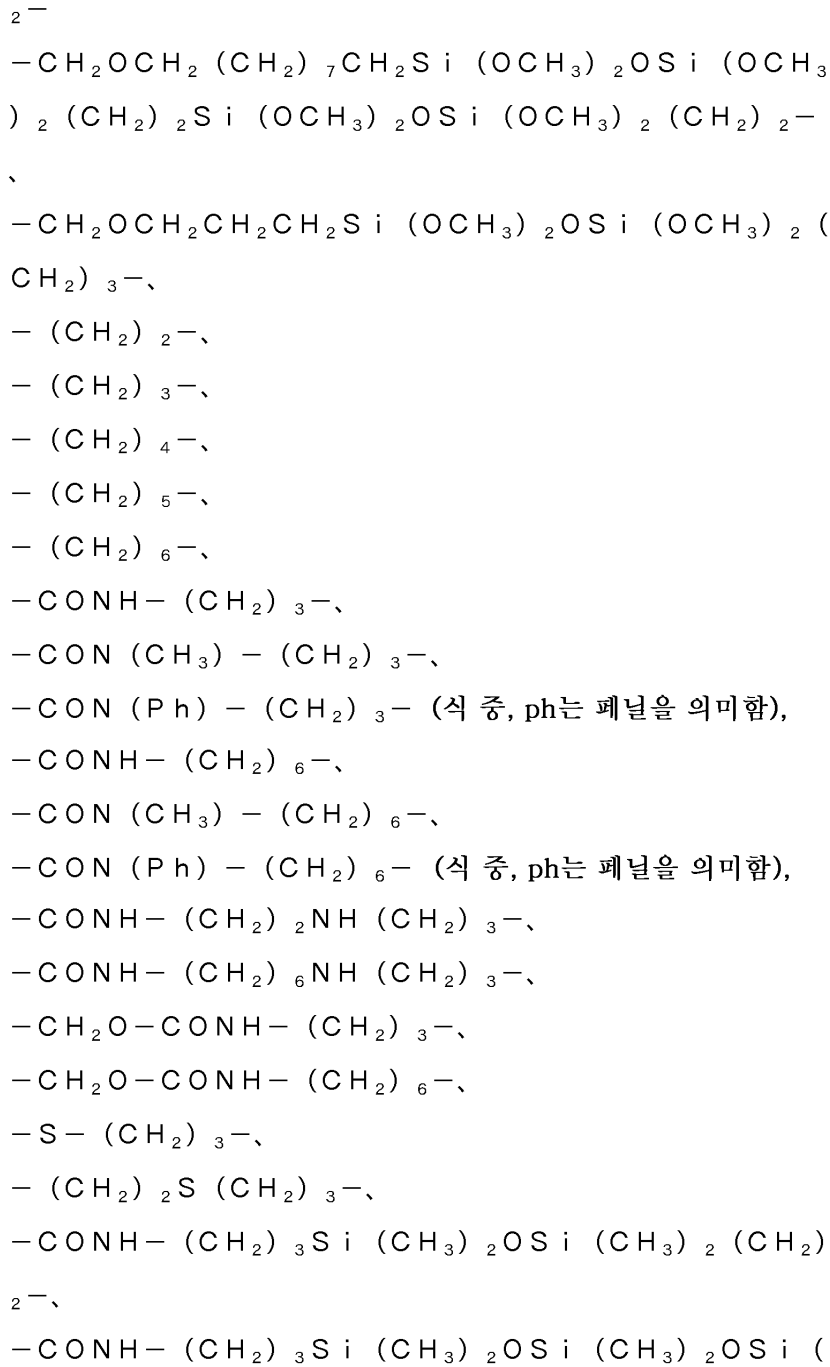 ₂－
－ＣＨ₂ＯＣＨ₂（ＣＨ₂）₇ＣＨ₂Ｓｉ（ＯＣＨ₃）₂ＯＳｉ（ＯＣＨ₃
）₂（ＣＨ₂）₂Ｓｉ（ＯＣＨ₃）₂ＯＳｉ（ＯＣＨ₃）₂（ＣＨ₂）₂－
、
－ＣＨ₂ＯＣＨ₂ＣＨ₂ＣＨ₂Ｓｉ（ＯＣＨ₃）₂ＯＳｉ（ＯＣＨ₃）₂（
ＣＨ₂）₃－、
－（ＣＨ₂）₂－、
－（ＣＨ₂）₃－、
－（ＣＨ₂）₄－、
－（ＣＨ₂）₅－、
－（ＣＨ₂）₆－、
－ＣＯＮＨ－（ＣＨ₂）₃－、
－ＣＯＮ（ＣＨ₃）－（ＣＨ₂）₃－、
－ＣＯＮ（Ｐｈ）－（ＣＨ₂）₃－ (식 중, ph는 페닐을 의미함),
－ＣＯＮＨ－（ＣＨ₂）₆－、
－ＣＯＮ（ＣＨ₃）－（ＣＨ₂）₆－、
－ＣＯＮ（Ｐｈ）－（ＣＨ₂）₆－ (식 중, ph는 페닐을 의미함),
－ＣＯＮＨ－（ＣＨ₂）₂ＮＨ（ＣＨ₂）₃－、
－ＣＯＮＨ－（ＣＨ₂）₆ＮＨ（ＣＨ₂）₃－、
－ＣＨ₂Ｏ－ＣＯＮＨ－（ＣＨ₂）₃－、
－ＣＨ₂Ｏ－ＣＯＮＨ－（ＣＨ₂）₆－、
－Ｓ－（ＣＨ₂）₃－、
－（ＣＨ₂）₂Ｓ（ＣＨ₂）₃－、
－ＣＯＮＨ－（ＣＨ₂）₃Ｓｉ（ＣＨ₃）₂ＯＳｉ（ＣＨ₃）₂（ＣＨ₂）
₂－、
－ＣＯＮＨ－（ＣＨ₂）₃Ｓｉ（ＣＨ₃）₂ＯＳｉ（ＣＨ₃）₂ＯＳｉ（